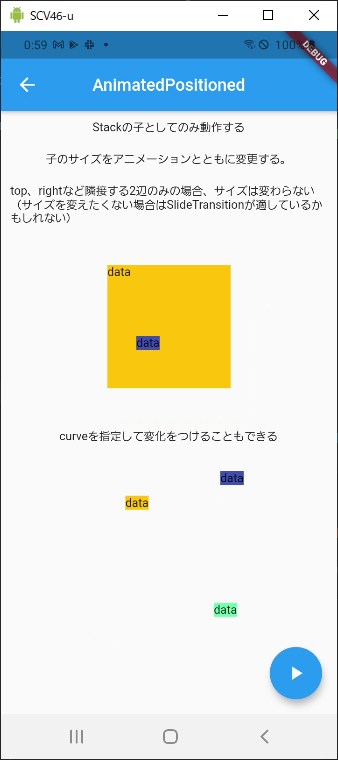 SCV46-u
0:59
100%
DEBUG
AnimatedPositioned
Stackの子としてのみ動作する
子のサイズをアニメーションとともに変更する。
top、rightなど隣接する2辺のみの場合、サイズは変わらない
（サイズを変えたくない場合はSlideTransitionが適しているか
もしれない）
data
data
curveを指定して変化をつけることもできる
data
data
data